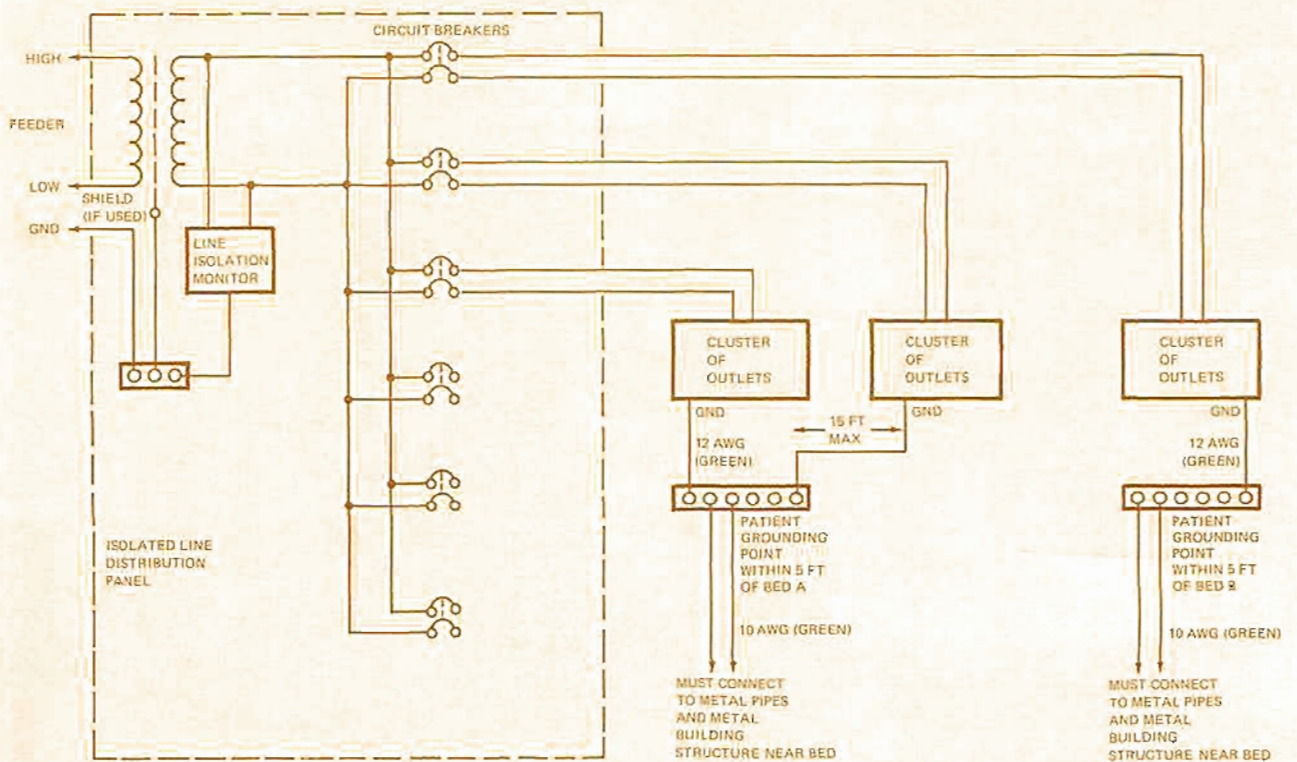 CIRCUIT BREAKERS
HIGH
FEEDER
LOW
SHIELD
(IF USED)
GND
LINE
ISOLATION
MONITOR
ISOLATED LINE
DISTRIBUTION
PANEL
CLUSTER
OF
OUTLETS
CLUSTER
OF
OUTLETS
CLUSTER
OF
OUTLETS
GND
GND
GND
15 FT
MAX
12 AWG
(GREEN)
12 AWG
(GREEN)
PATIENT
GROUNDING
POINT
WITHIN 5 FT
OF BED A
PATIENT
GROUNDING
POINT
WITHIN 5 FT
OF BED B
10 AWG (GREEN)
10 AWG (GREEN)
MUST CONNECT
TO METAL PIPES
AND METAL
BUILDING
STRUCTURE NEAR BED
MUST CONNECT
TO METAL PIPES
AND METAL
BUILDING
STRUCTURE NEAR BED